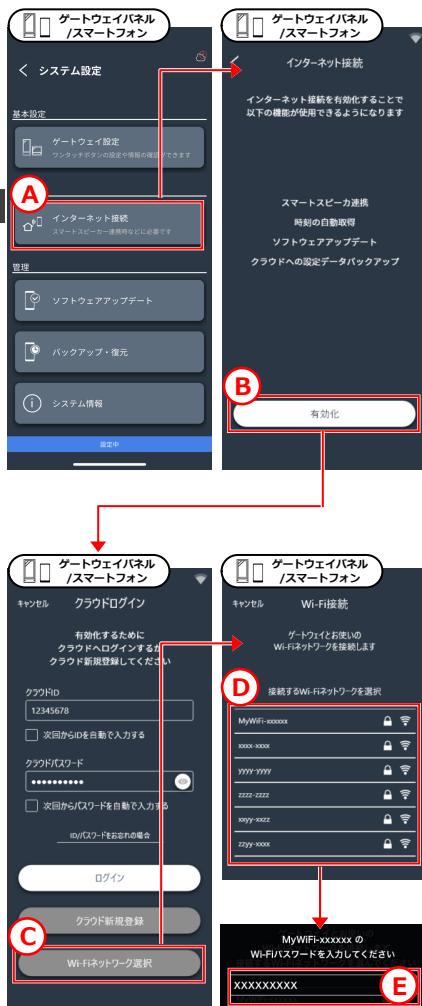 ゲートウェイパネル
/スマートフォン
システム設定
基本設定
ゲートウェイ設定
ワンタッチボタンの設定や情報の確認ができます
A
インターネット接続
スマートスピーカー連携時などに必要です
管理
ソフトウェアアップデート
バックアップ・復元
システム情報
設定中
ゲートウェイパネル
/スマートフォン
インターネット接続
インターネット接続を有効化することで
以下の機能が使用できるようになります
スマートスピーカ連携
時刻の自動取得
ソフトウェアアップデート
クラウドへの設定データバックアップ
B
有効化
ゲートウェイパネル
/スマートフォン
キャンセル
クラウドログイン
有効化するために
クラウドへログインするか
クラウド新規登録してください
クラウドID
12345678
次回からIDを自動で入力する
クラウドパスワード
••••••••••
次回からパスワードを自動で入力する
ID/パスワードをお忘れの場合
ログイン
クラウド新規登録
C
Wi-Fiネットワーク選択
ゲートウェイパネル
/スマートフォン
キャンセル
Wi-Fi接続
ゲートウェイとお使いの
Wi-Fiネットワークを接続します
D
接続するWi-Fiネットワークを選択
MyWiFi-xxxxxx
xxxx-xxxx
yyyy-yyyy
zzzz-zzzz
xxyy-xxzz
zzyy-xxxx
MyWiFi-xxxxxx の
Wi-Fiパスワードを入力してください
XXXXXXXXX
E